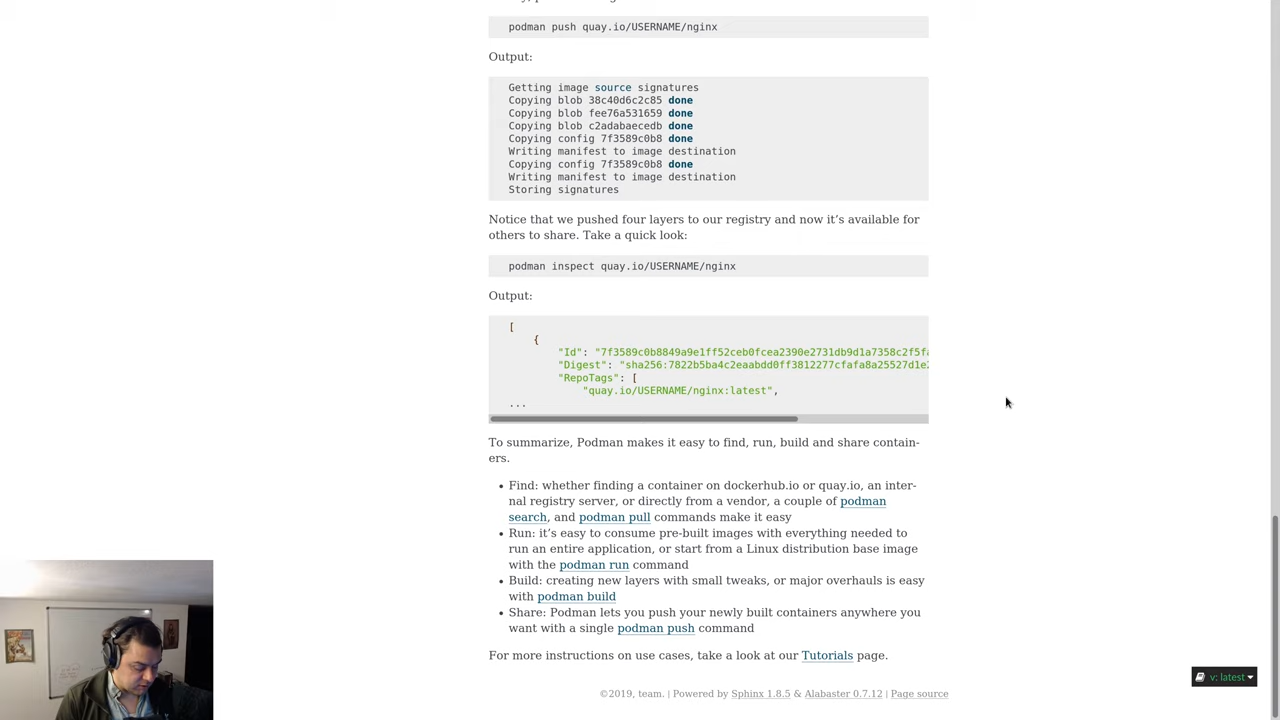 podman push quay.io/USERNAME/nginx
Output:
Getting image source signatures
Copying blob 38c40d6c2c85 done
Copying blob fee76a531659 done
Copying blob c2adabaecedb done
Copying config 7f3589c0b8 done
Writing manifest to image destination
Copying config 7f3589c0b8 done
Writing manifest to image destination
Storing signatures
Notice that we pushed four layers to our registry and now it’s available for
others to share. Take a quick look:
podman inspect quay.io/USERNAME/nginx
Output:
[
{
"Id": "7f3589c0b8849a9e1ff52ceb0fcea2390e2731db9d1a7358c2f5fa
"Digest": "sha256:7822b5ba4c2eaabdd0ff3812277cfafa8a25527d1e2
"RepoTags": [
"quay.io/USERNAME/nginx:latest",
...
To summarize, Podman makes it easy to find, run, build and share contain-
ers.
• Find: whether finding a container on dockerhub.io or quay.io, an inter-
nal registry server, or directly from a vendor, a couple of podman
search, and podman pull commands make it easy
• Run: it’s easy to consume pre-built images with everything needed to
run an entire application, or start from a Linux distribution base image
with the podman run command
• Build: creating new layers with small tweaks, or major overhauls is easy
with podman build
• Share: Podman lets you push your newly built containers anywhere you
want with a single podman push command
For more instructions on use cases, take a look at our Tutorials page.
v: latest
©2019, team. | Powered by Sphinx 1.8.5 & Alabaster 0.7.12 | Page source